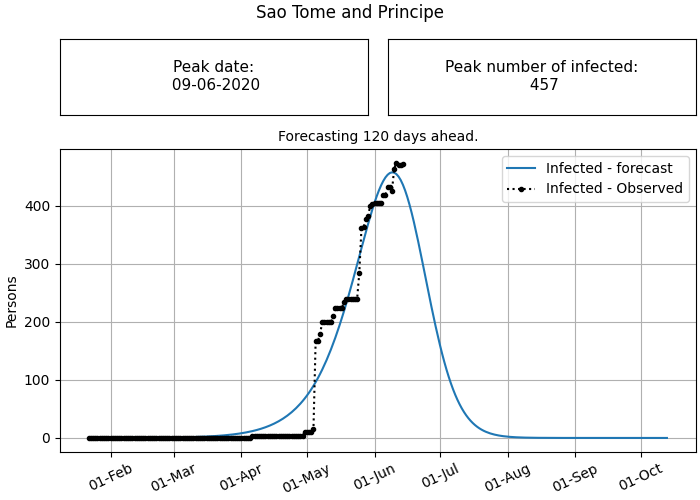 Sao Tome and Principe
Peak date:
09-06-2020
Peak number of infected:
457
Forecasting 120 days ahead.
Infected - forecast
Infected - Observed
Persons
400
300
200
100
0
01-Feb
01-Mar
01-Apr
01-May
01-Jun
01-Jul
01-Aug
01-Sep
01-Oct